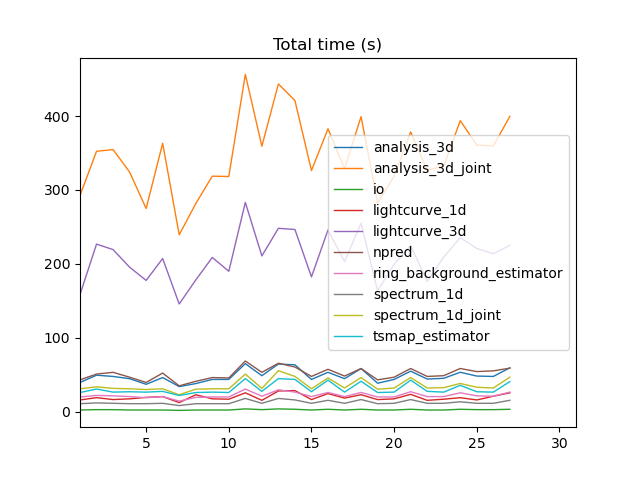 Total time (s)
400
300
200
100
0
5
10
15
20
25
30
analysis_3d
analysis_3d_joint
io
lightcurve_1d
lightcurve_3d
npred
ring_background_estimator
spectrum_1d
spectrum_1d_joint
tsmap_estimator